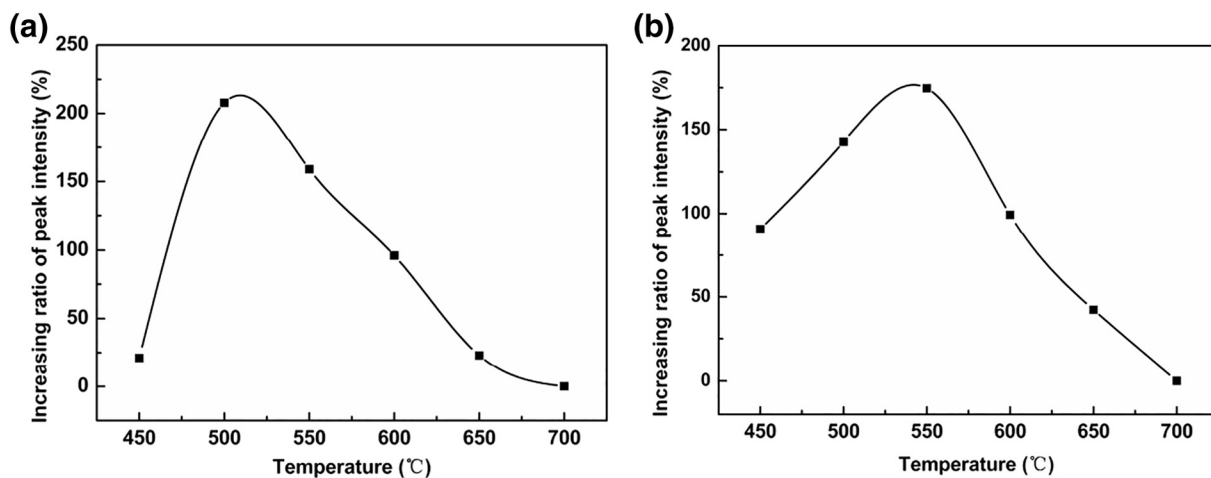 (a)
250
200
150
100
50
0
450 500 550 600 650 700
Temperature (℃)
Increasing ratio of peak intensity (%)
(b)
200
150
100
50
0
450 500 550 600 650 700
Temperature (℃)
Increasing ratio of peak intensity (%)